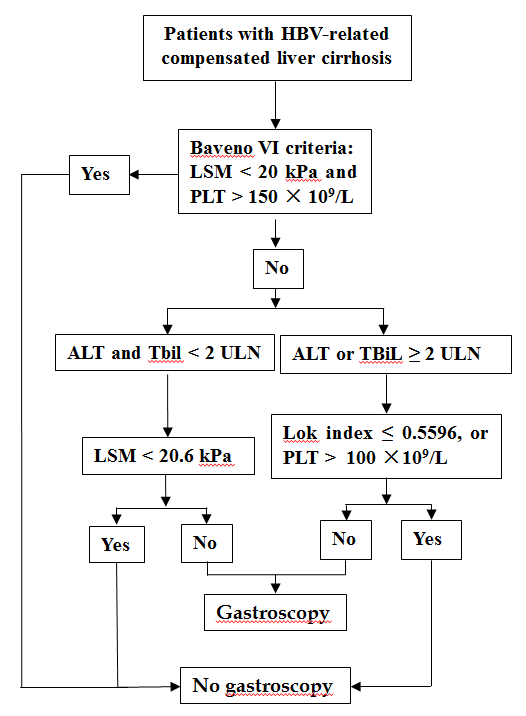 Patients with HBV-related
compensated liver cirrhosis
Baveno VI criteria:
LSM < 20 kPa and
PLT > 150 × 10⁹/L
Yes
No
ALT and Tbil < 2 ULN
ALT or TBiL ≥ 2 ULN
Lok index ≤ 0.5596, or
PLT > 100 ×10⁹/L
LSM < 20.6 kPa
Yes
No
No
Yes
Gastroscopy
No gastroscopy